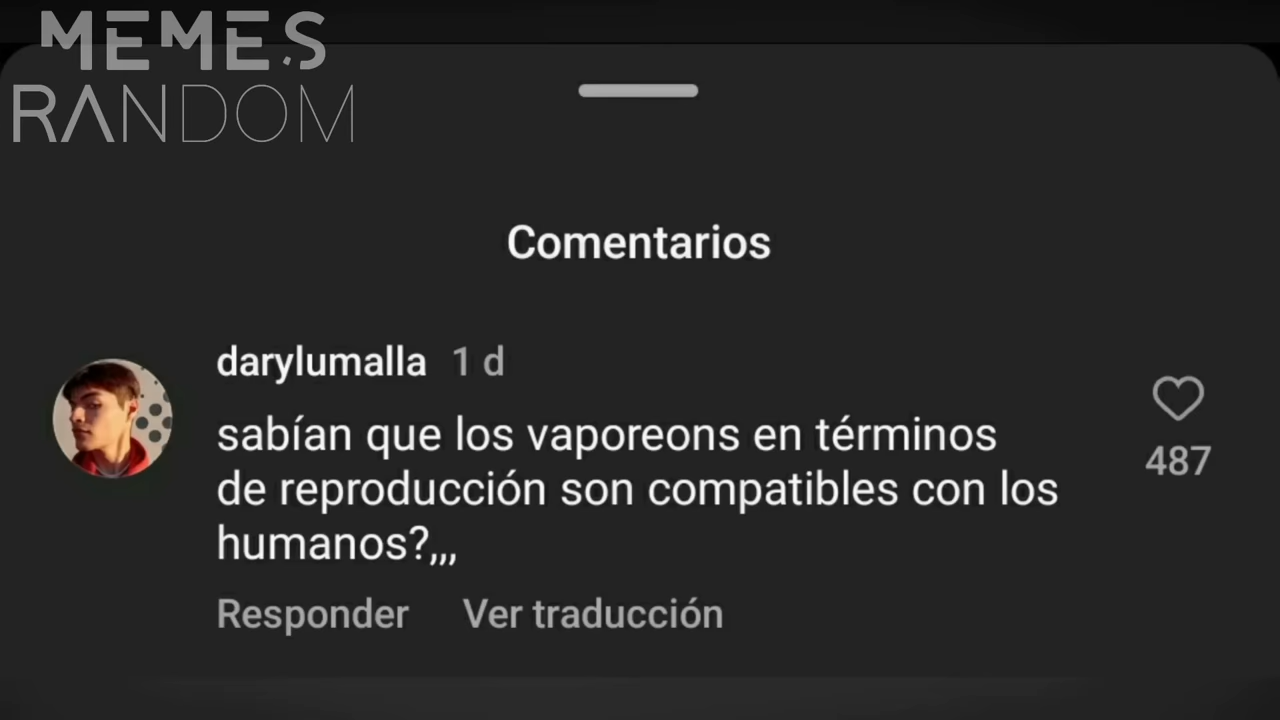 MEMES
RANDOM
Comentarios
darylumalla 1 d
sabían que los vaporeons en términos
de reproducción son compatibles con los
humanos?,,,
487
Responder Ver traducción